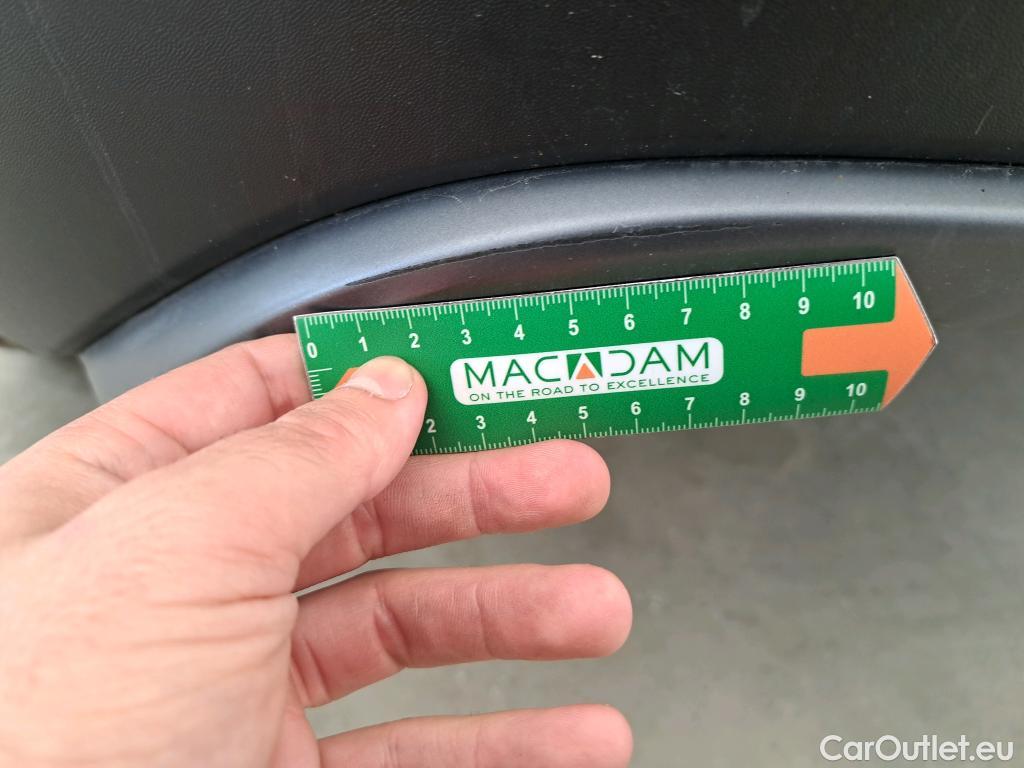 0 1 2 3 4 5 6 7 8 9 10
MACADAM
ON THE ROAD TO EXCELLENCE
2 3 4 5 6 7 8 9 10
CarOutlet.eu